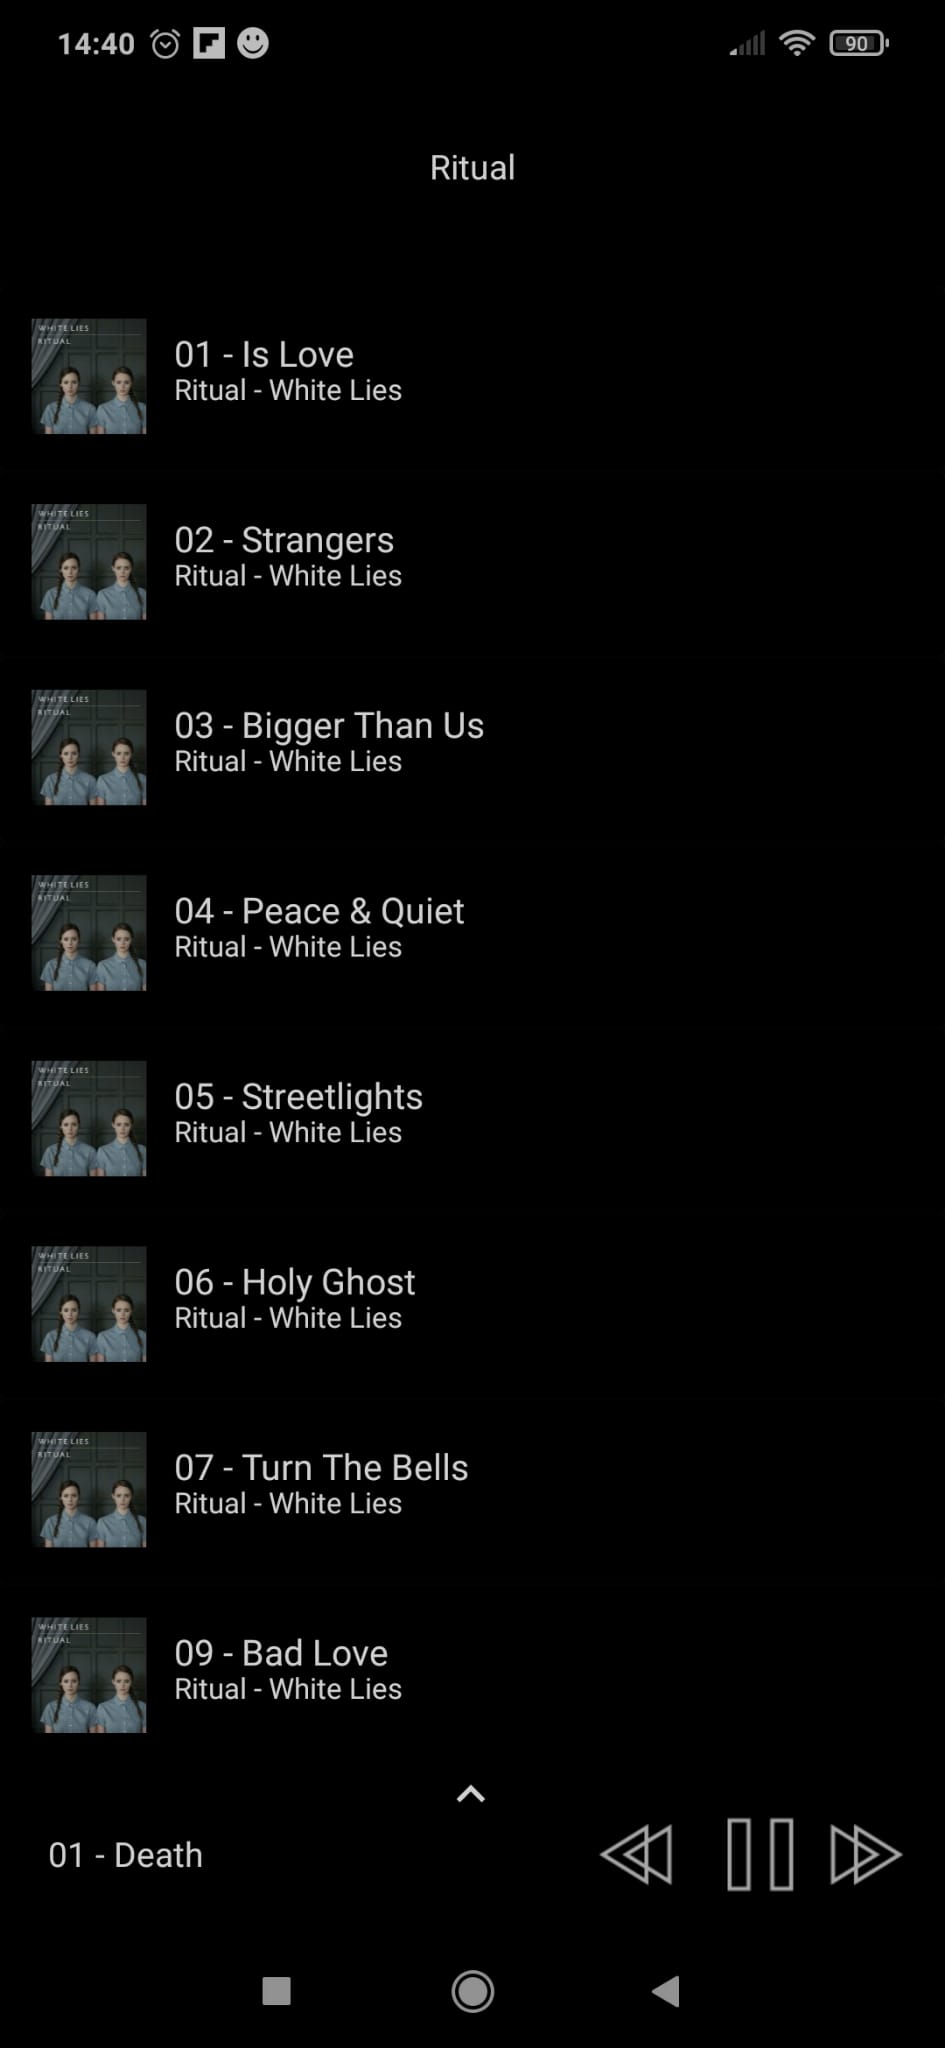 14:40
90
Ritual
WHITE LIES
RITUAL
01 - Is Love
Ritual - White Lies
WHITE LIES
RITUAL
02 - Strangers
Ritual - White Lies
WHITE LIES
RITUAL
03 - Bigger Than Us
Ritual - White Lies
WHITE LIES
RITUAL
04 - Peace & Quiet
Ritual - White Lies
WHITE LIES
RITUAL
05 - Streetlights
Ritual - White Lies
WHITE LIES
RITUAL
06 - Holy Ghost
Ritual - White Lies
WHITE LIES
RITUAL
07 - Turn The Bells
Ritual - White Lies
WHITE LIES
RITUAL
09 - Bad Love
Ritual - White Lies
01 - Death